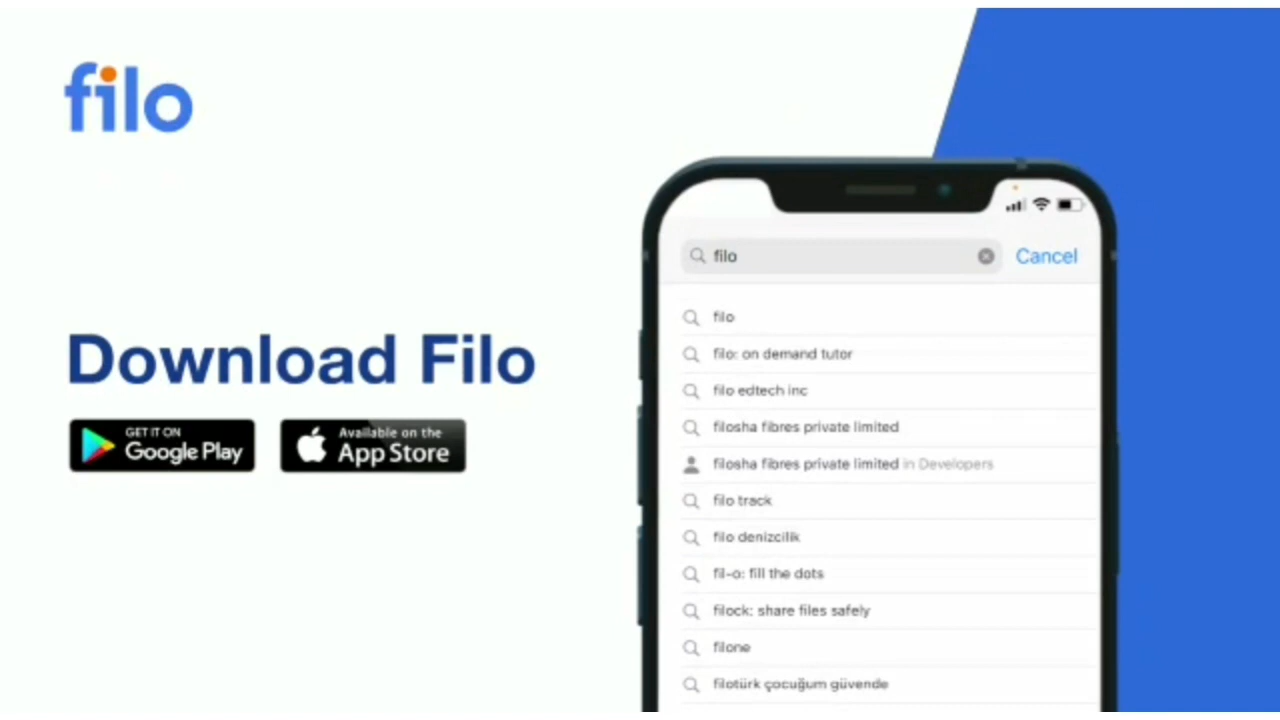 filo
Download Filo
GET IT ON
Google Play
Available on the
App Store
filo
Cancel
filo
filo: on demand tutor
filo edtech inc
filosha fibres private limited
filosha fibres private limited in Developers
filo track
filo denizcilik
fil-o: fill the dots
filock: share files safely
filone
filotürk çocuğum güvende